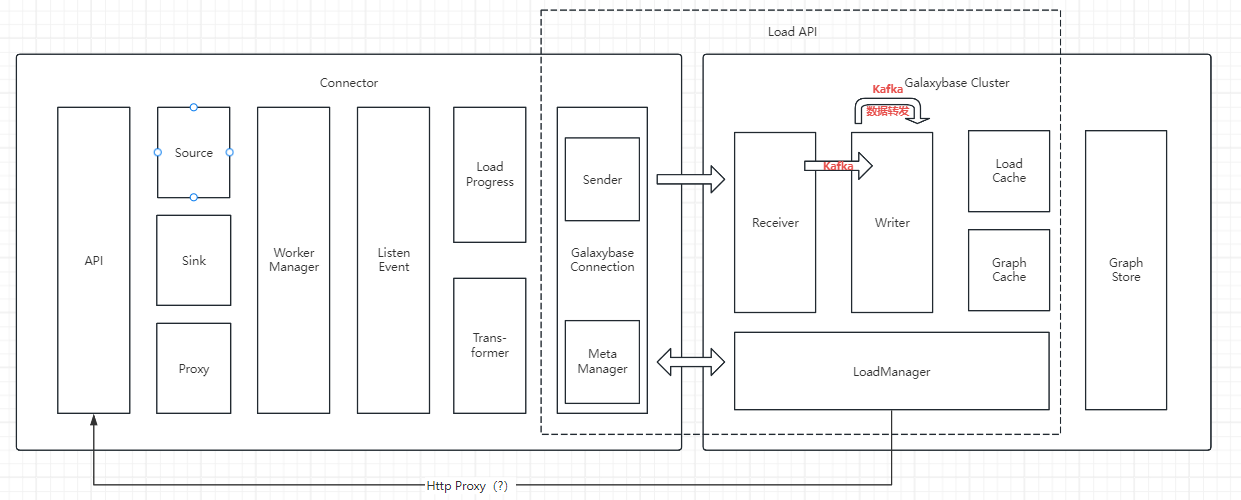 Load API
Connector
Galaxybase Cluster
Kafka
数据转发
API
Source
Sink
Proxy
Worker
Manager
Listen
Event
Load
Progress
Trans-
former
Sender
Galaxybase
Connection
Meta
Manager
Receiver
Kafka
Writer
Load
Cache
Graph
Cache
LoadManager
Graph
Store
Http Proxy（?）